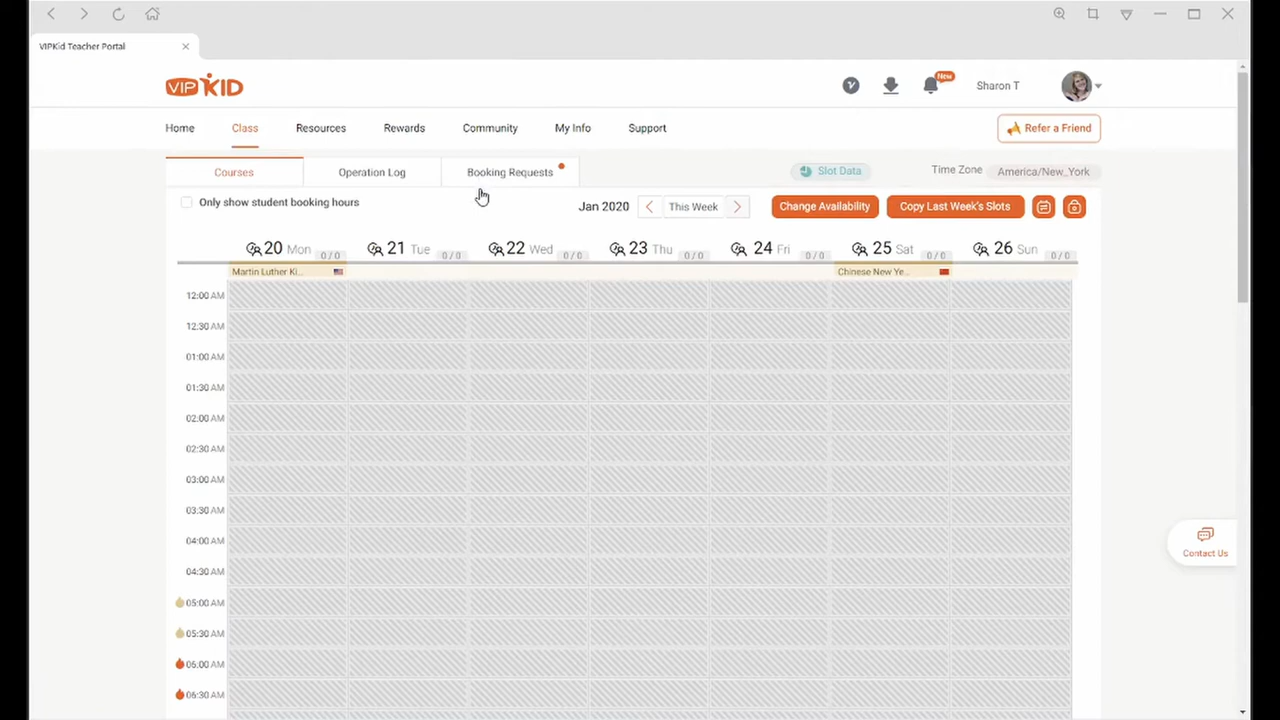 VIPKid Teacher Portal
VIPKID
New
Sharon T
Home Class Resources Rewards Community My Info Support
Refer a Friend
Courses Operation Log Booking Requests
Slot Data
Time Zone America/New_York
Only show student booking hours
Jan 2020
This Week
Change Availability
Copy Last Week's Slots
20 Mon 0 / 0 21 Tue 0 / 0 22 Wed 0 / 0 23 Thu 0 / 0 24 Fri 0 / 0 25 Sat 0 / 0 26 Sun 0 / 0
Martin Luther Ki... Chinese New Ye...
12:00 AM
12:30 AM
01:00 AM
01:30 AM
02:00 AM
02:30 AM
03:00 AM
03:30 AM
04:00 AM
04:30 AM
05:00 AM
05:30 AM
06:00 AM
06:30 AM
Contact Us